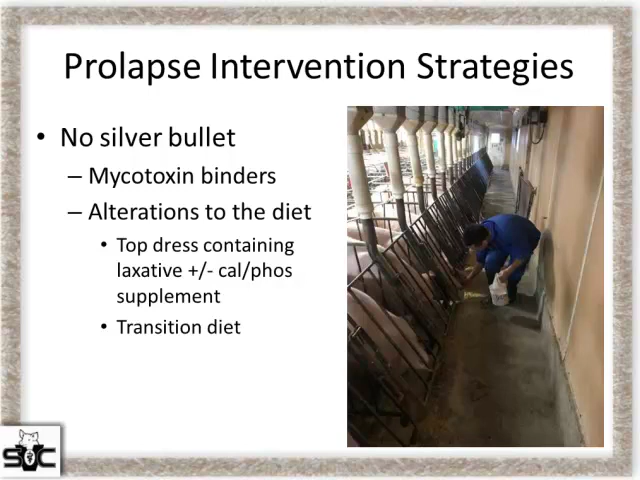 Prolapse Intervention Strategies
• No silver bullet
– Mycotoxin binders
– Alterations to the diet
• Top dress containing
laxative +/- cal/phos
supplement
• Transition diet
SVC